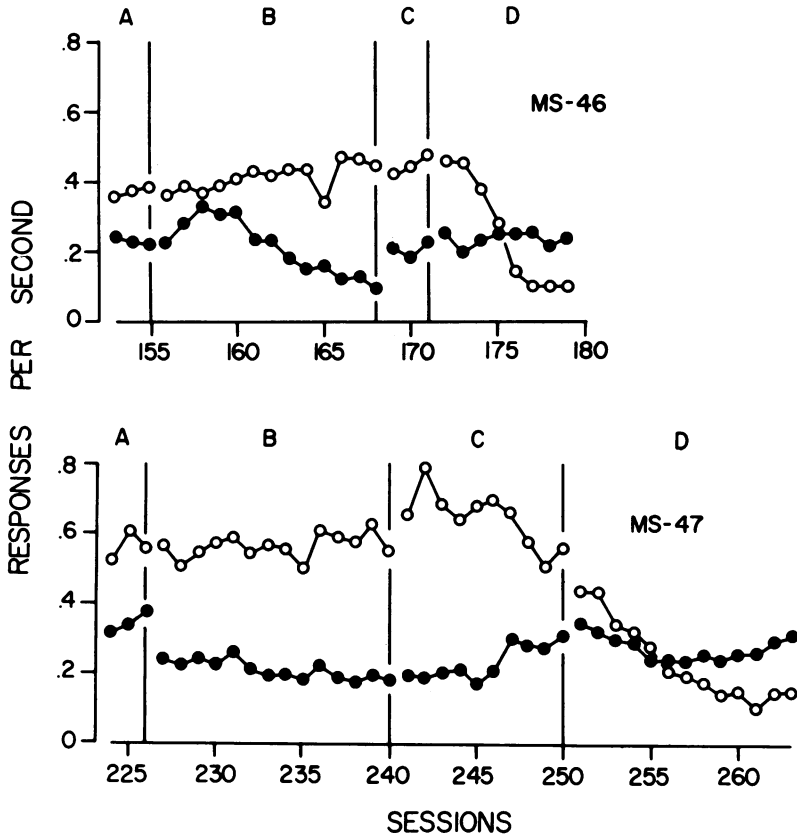 A B C D
.8
MS-46
.6
.4
.2
0
155 160 165 170 175 180
RESPONSES PER SECOND
A B C D
.8
MS-47
.6
.4
.2
0
225 230 235 240 245 250 255 260
SESSIONS